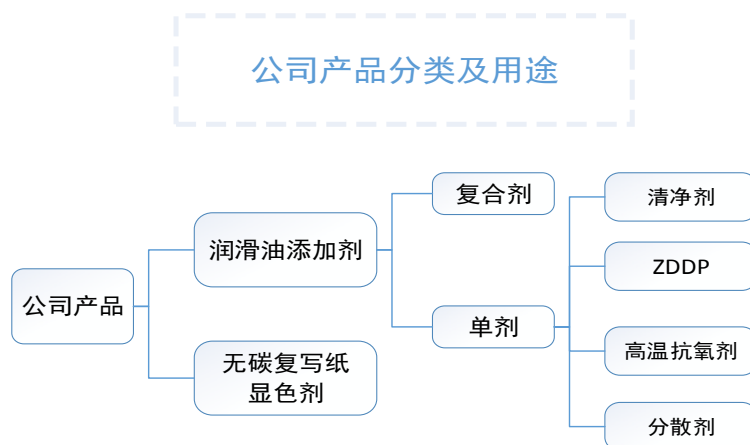 公司产品分类及用途
复合剂
清净剂
润滑油添加剂
ZDDP
公司产品
单剂
高温抗氧剂
无碳复写纸
显色剂
分散剂